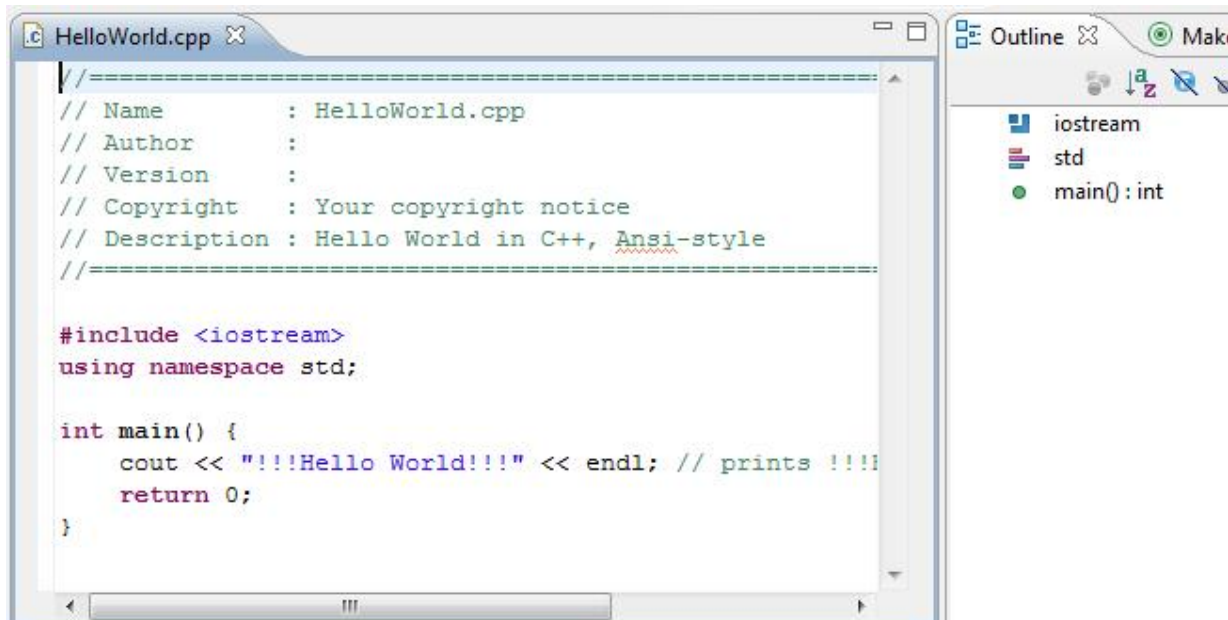 HelloWorld.cpp
//=====================================================
// Name        : HelloWorld.cpp
// Author      :
// Version     :
// Copyright   : Your copyright notice
// Description : Hello World in C++, Ansi-style
//=====================================================
#include <iostream>
using namespace std;
int main() {
    cout << "!!!Hello World!!!" << endl; // prints !!!
    return 0;
}
Outline
iostream
std
main() : int